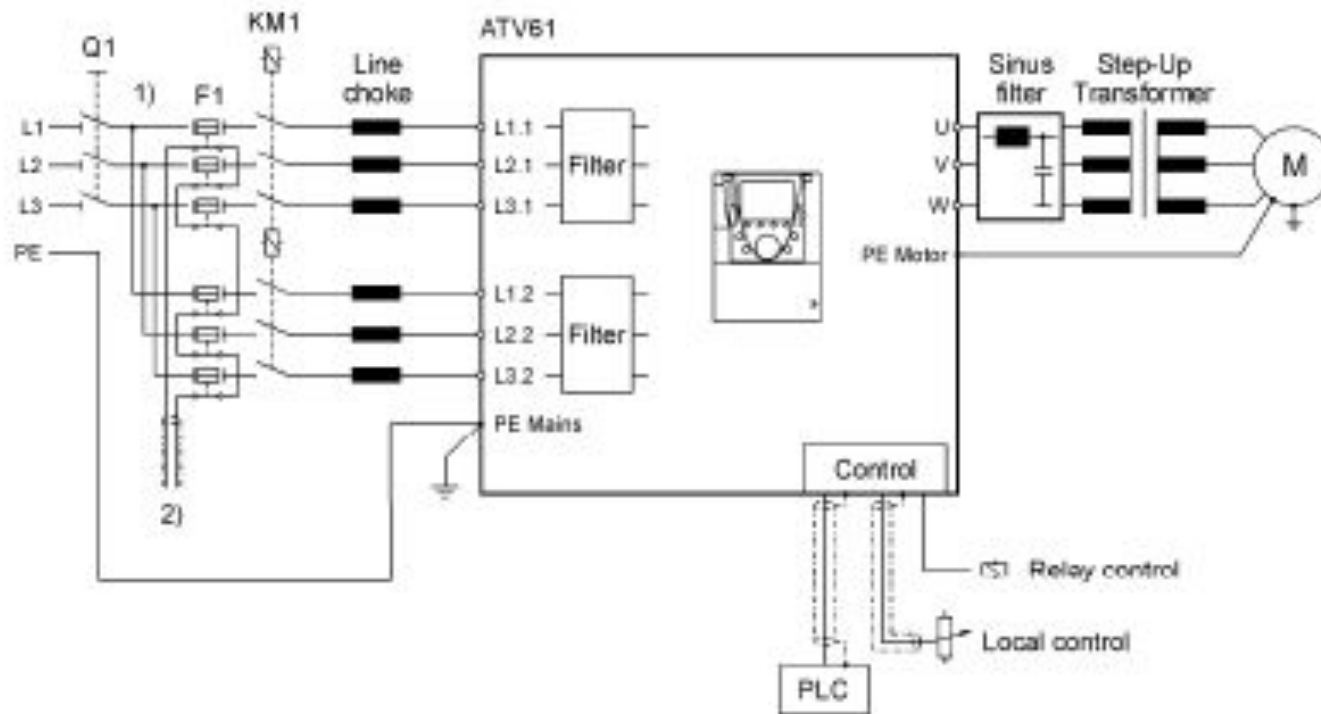 KM1
ATV61
Q1
1)
F1
Line choke
Sinus filter
Step-Up Transformer
L1
L2
L3
PE
L1.1
L2.1
L3.1
Filter
U
V
W
M
PE Motor
L1.2
L2.2
L3.2
Filter
PE Mains
Control
2)
Relay control
Local control
PLC